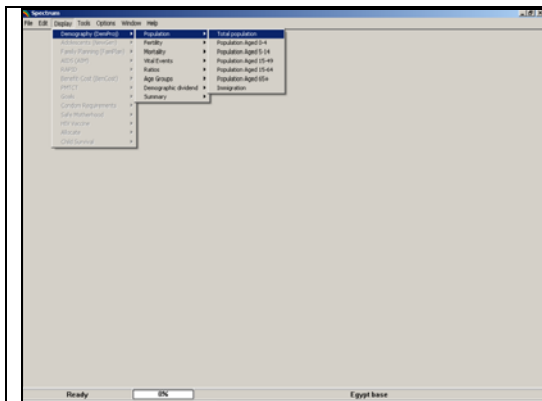 Spectrum
File Edit Display Tools Options Window Help
Demography (DemProj)
Adolescents (NewGen)
Family Planning (FamPlan)
AIDS (AIM)
RAPID
Benefit Cost (BenCost)
PMTCT
Goals
Condom Requirements
Safe Motherhood
HIV Vaccine
Allocate
Child Survival
Population
Fertility
Mortality
Vital Events
Ratios
Age Groups
Demographic dividend
Summary
Total population
Population Aged 0-4
Population Aged 5-14
Population Aged 15-49
Population Aged 15-64
Population Aged 65+
Immigration
Ready 0% Egypt base